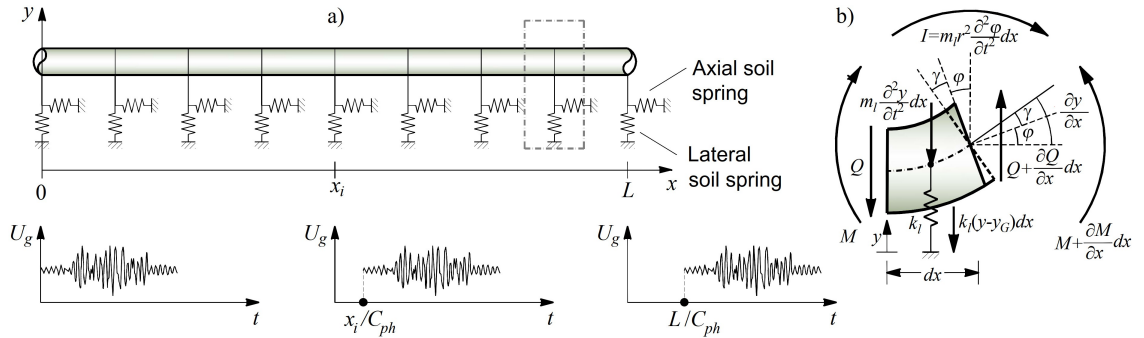 y
a)
Axial soil
spring
Lateral
soil spring
0
x_i
L
x
U_g
t
U_g
x_i/C_ph
t
U_g
L/C_ph
t
b)
I=m_l r^2 ∂^2φ/∂t^2 dx
γ
φ
m_l ∂^2y/∂t^2 dx
γ
φ
∂y/∂x
Q
Q+∂Q/∂x dx
k_l
k_l(y-y_G)dx
M
y
M+∂M/∂x dx
dx